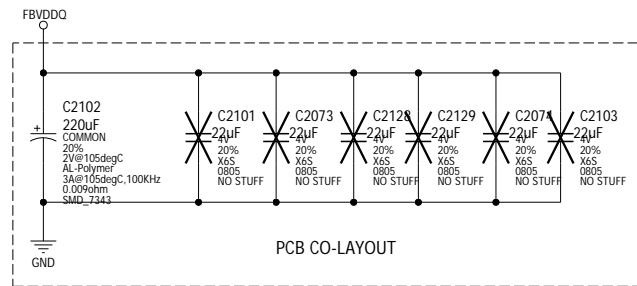 FBVDDQ
C2102
220uF
COMMON
20%
2V@105degC
AL-Polymer
3A@105degC,100KHz
0.009ohm
SMD_7343
C2101
22uF
4V
20%
X6S
0805
NO STUFF
C2073
22uF
4V
20%
X6S
0805
NO STUFF
C2128
22uF
4V
20%
X6S
0805
NO STUFF
C2129
22uF
4V
20%
X6S
0805
NO STUFF
C2074
22uF
4V
20%
X6S
0805
NO STUFF
C2103
22uF
4V
20%
X6S
0805
NO STUFF
GND
PCB CO-LAYOUT